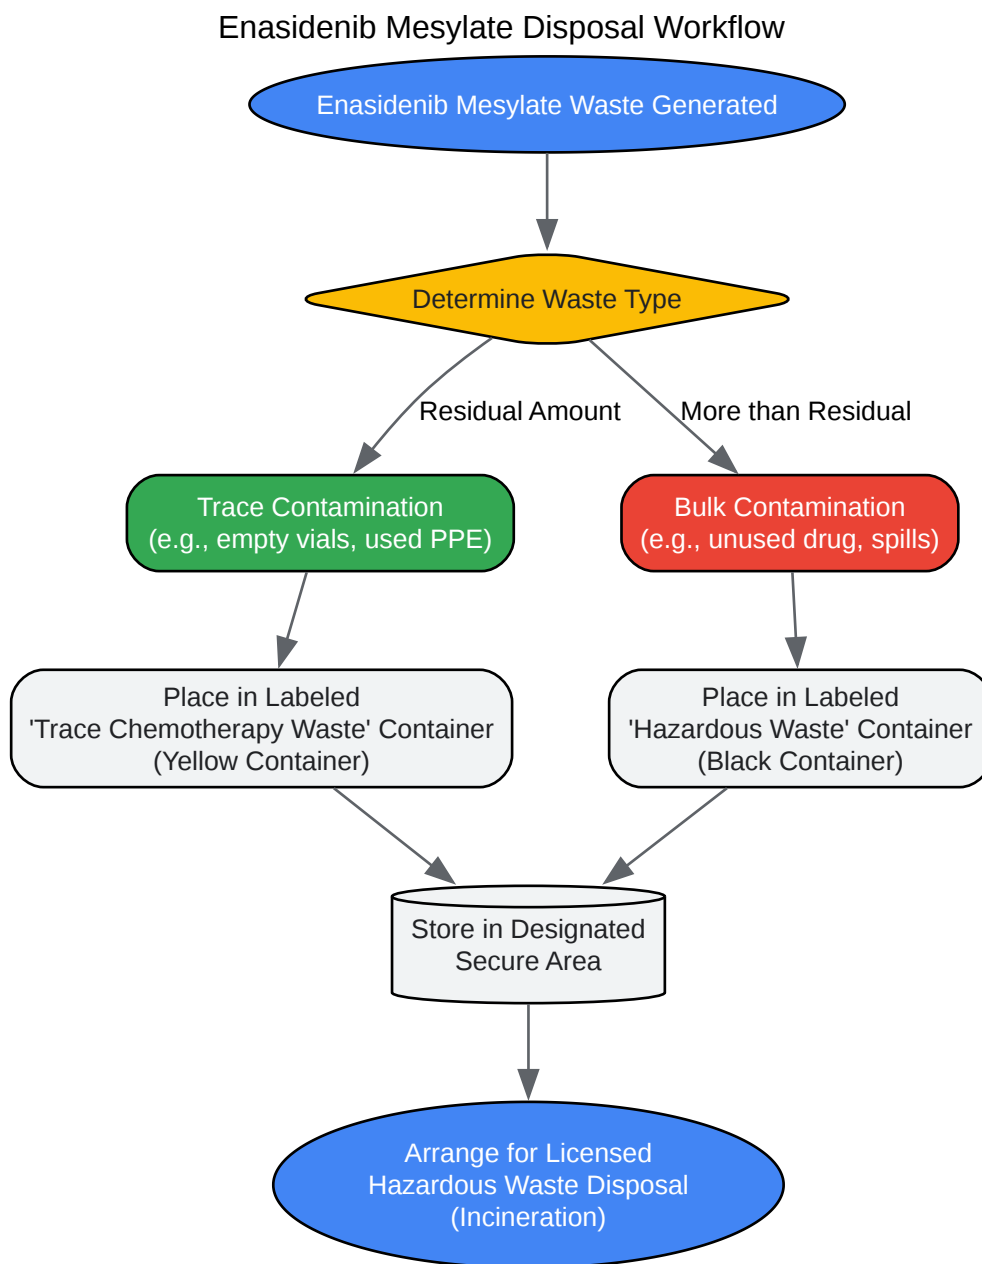 Enasidenib Mesylate Disposal Workflow
Enasidenib Mesylate Waste Generated
Determine Waste Type
Residual Amount
More than Residual
Trace Contamination
(e.g., empty vials, used PPE)
Bulk Contamination
(e.g., unused drug, spills)
Place in Labeled
'Trace Chemotherapy Waste' Container
(Yellow Container)
Place in Labeled
'Hazardous Waste' Container
(Black Container)
Store in Designated
Secure Area
Arrange for Licensed
Hazardous Waste Disposal
(Incineration)